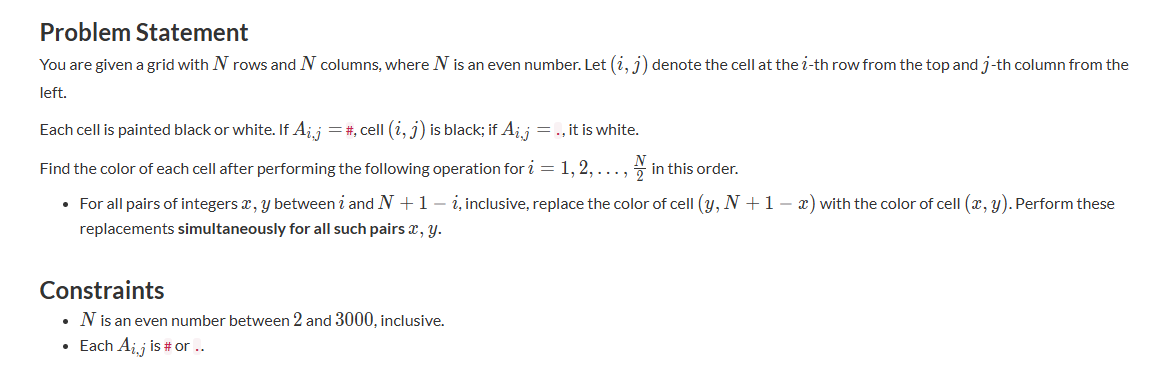 Problem Statement
You are given a grid with N rows and N columns, where N is an even number. Let (i, j) denote the cell at the i-th row from the top and j-th column from the
left.
Each cell is painted black or white. If A_{i,j} = #, cell (i, j) is black; if A_{i,j} = ., it is white.
Find the color of each cell after performing the following operation for i = 1, 2, …, N/2 in this order.
• For all pairs of integers x, y between i and N + 1 − i, inclusive, replace the color of cell (y, N + 1 − x) with the color of cell (x, y). Perform these
replacements simultaneously for all such pairs x, y.
Constraints
• N is an even number between 2 and 3000, inclusive.
• Each A_{i,j} is # or ..